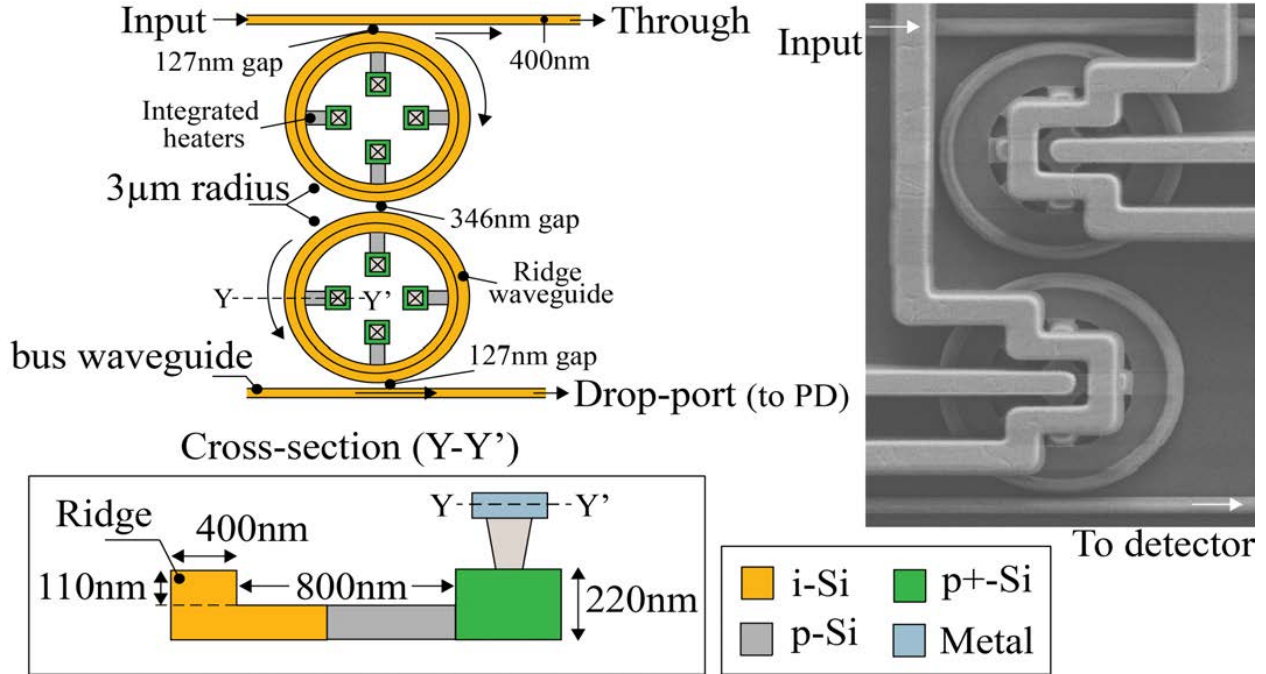 Input
Through
127nm gap
400nm
Integrated
heaters
3µm radius
346nm gap
Ridge
waveguide
Y
Y'
bus waveguide
127nm gap
Drop-port (to PD)
Cross-section (Y-Y')
Ridge
400nm
Y
Y'
110nm
800nm
220nm
Input
To detector
i-Si
p+-Si
p-Si
Metal